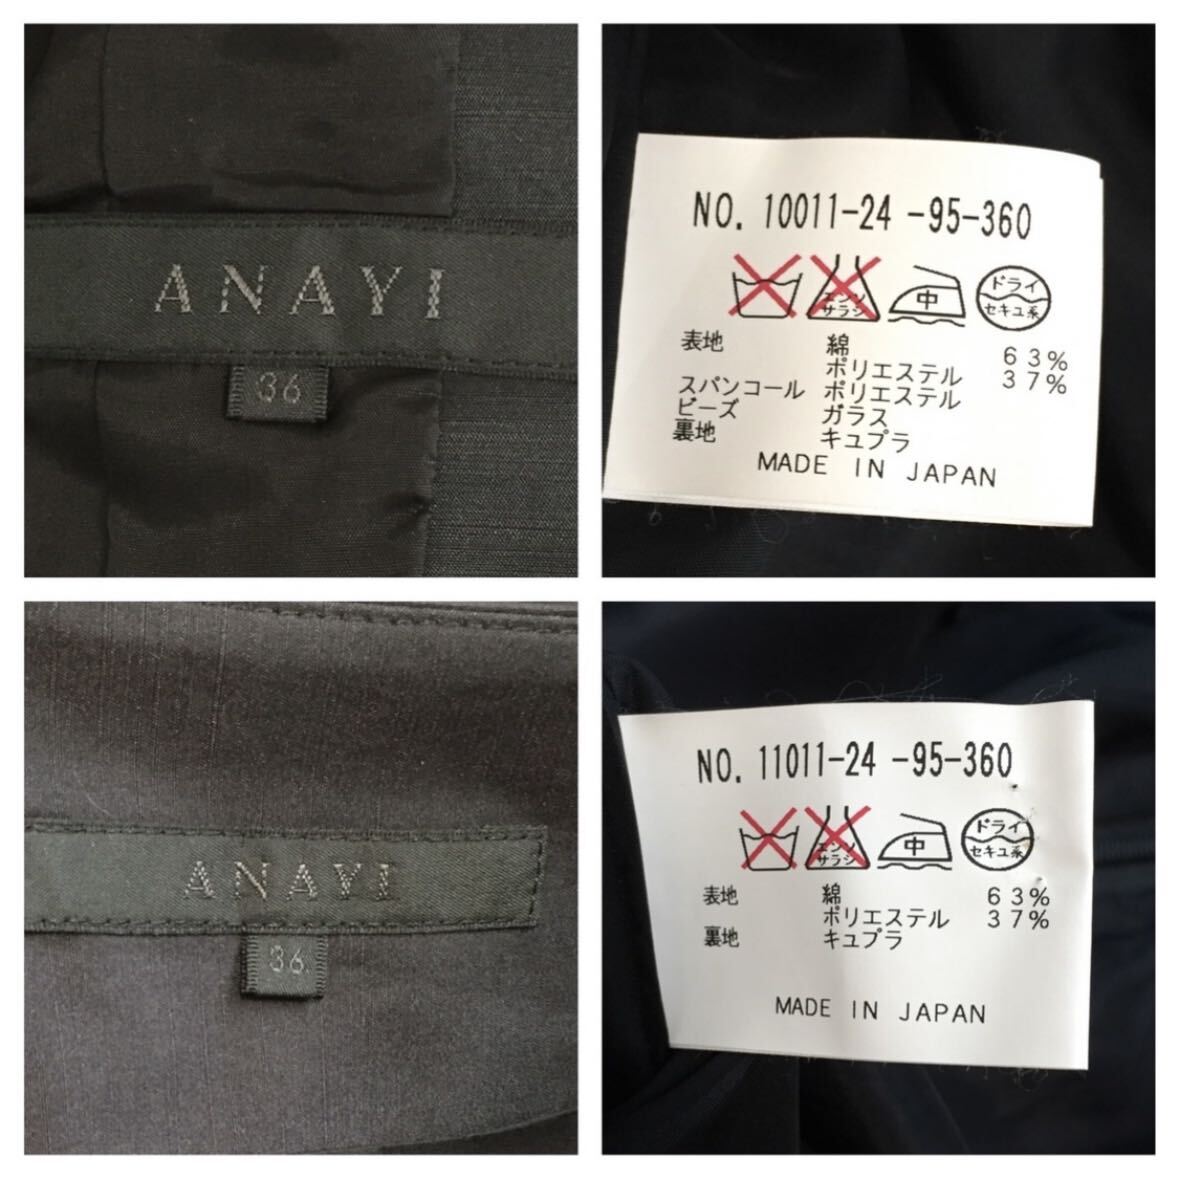 ANAYI
36
NO. 10011-24 -95-360
エンソ
サラシ
中
ドライ
セキユ系
表地 綿 63%
ポリエステル 37%
スパンコール ポリエステル
ビーズ ガラス
裏地 キュプラ
MADE IN JAPAN
ANAYI
36
NO. 11011-24 -95-360
エンソ
サラシ
中
ドライ
セキユ系
表地 綿 63%
ポリエステル 37%
裏地 キュプラ
MADE IN JAPAN